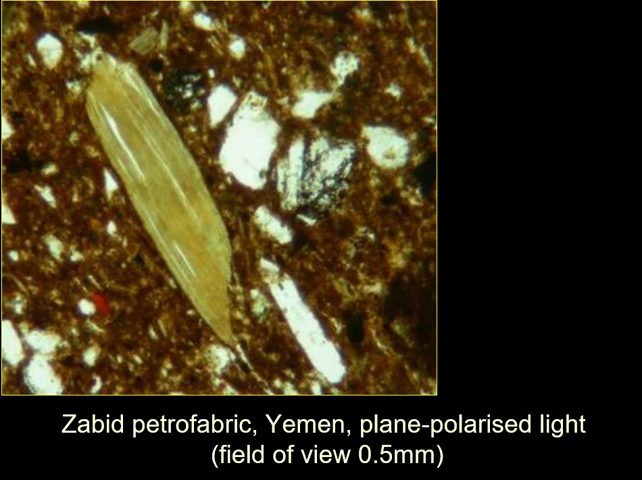 Zabid petrofabric, Yemen, plane-polarised light
(field of view 0.5mm)